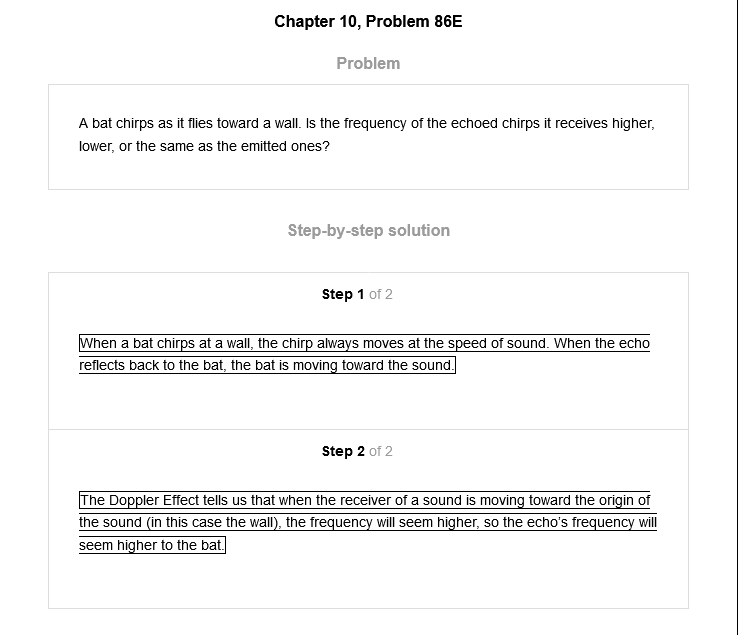 Chapter 10, Problem 86E
Problem
A bat chirps as it flies toward a wall. Is the frequency of the echoed chirps it receives higher,
lower, or the same as the emitted ones?
Step-by-step solution
Step 1 of 2
When a bat chirps at a wall, the chirp always moves at the speed of sound. When the echo
reflects back to the bat, the bat is moving toward the sound.
Step 2 of 2
The Doppler Effect tells us that when the receiver of a sound is moving toward the origin of
the sound (in this case the wall), the frequency will seem higher, so the echo's frequency will
seem higher to the bat.